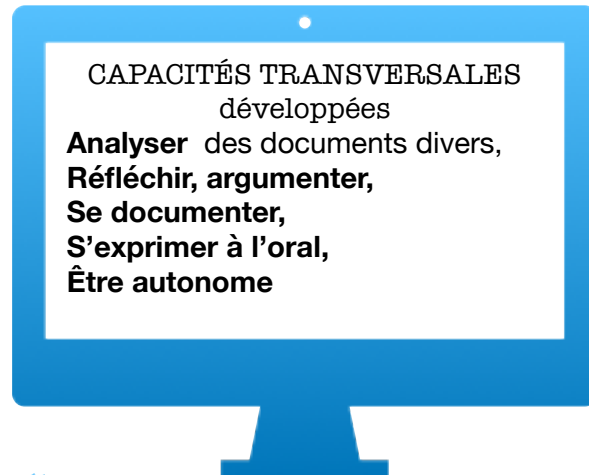 CAPACITÉS TRANSVERSALES
développées
Analyser des documents divers,
Réfléchir, argumenter,
Se documenter,
S’exprimer à l’oral,
Être autonome